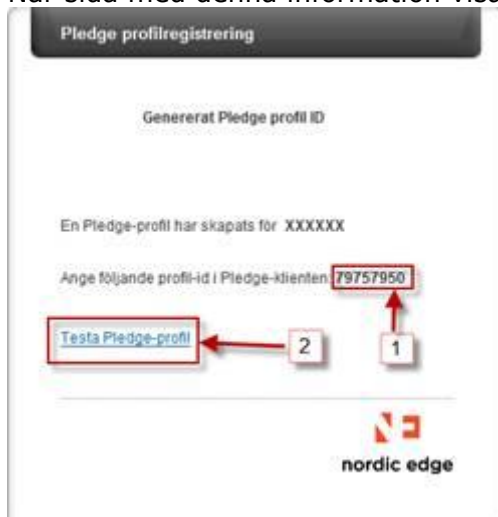 När sida med denna information visa
Pledge profilregistrering
Genererat Pledge profil ID
En Pledge-profil har skapats för XXXXXX
Ange följande profil-id i Pledge-klienten: 79757950
Testa Pledge-profil
2
1
nordic edge